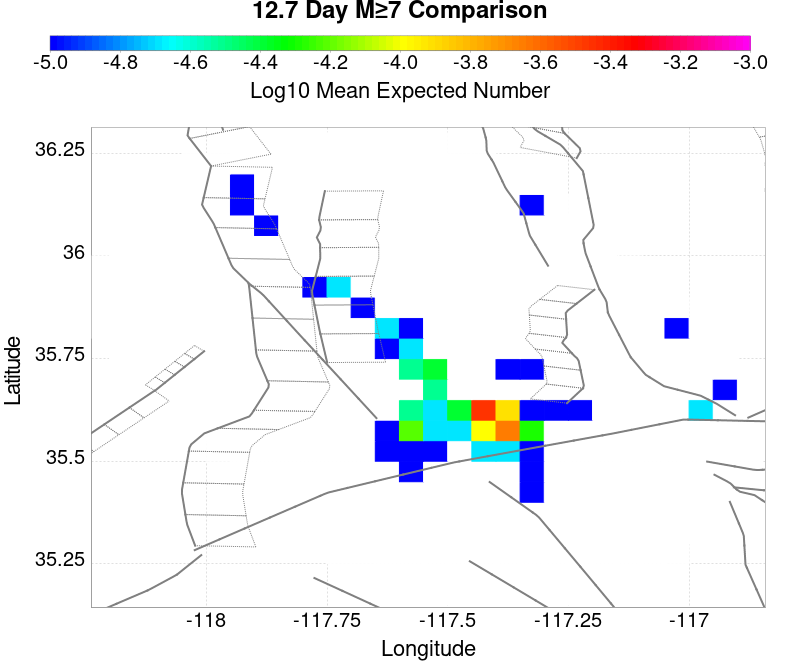 12.7 Day M≥7 Comparison
-5.0 -4.8 -4.6 -4.4 -4.2 -4.0 -3.8 -3.6 -3.4 -3.2 -3.0
Log10 Mean Expected Number
36.25
36
35.75
35.5
35.25
Latitude
-118 -117.75 -117.5 -117.25 -117
Longitude